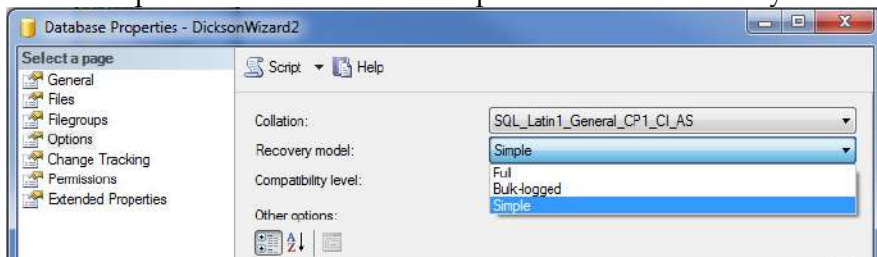 Database Properties - DicksonWizard2
Select a page
General
Files
Filegroups
Options
Change Tracking
Permissions
Extended Properties
Script
Help
Collation:
SQL_Latin1_General_CP1_CI_AS
Recovery model:
Simple
Compatibility level:
Full
Bulk-logged
Simple
Other options: